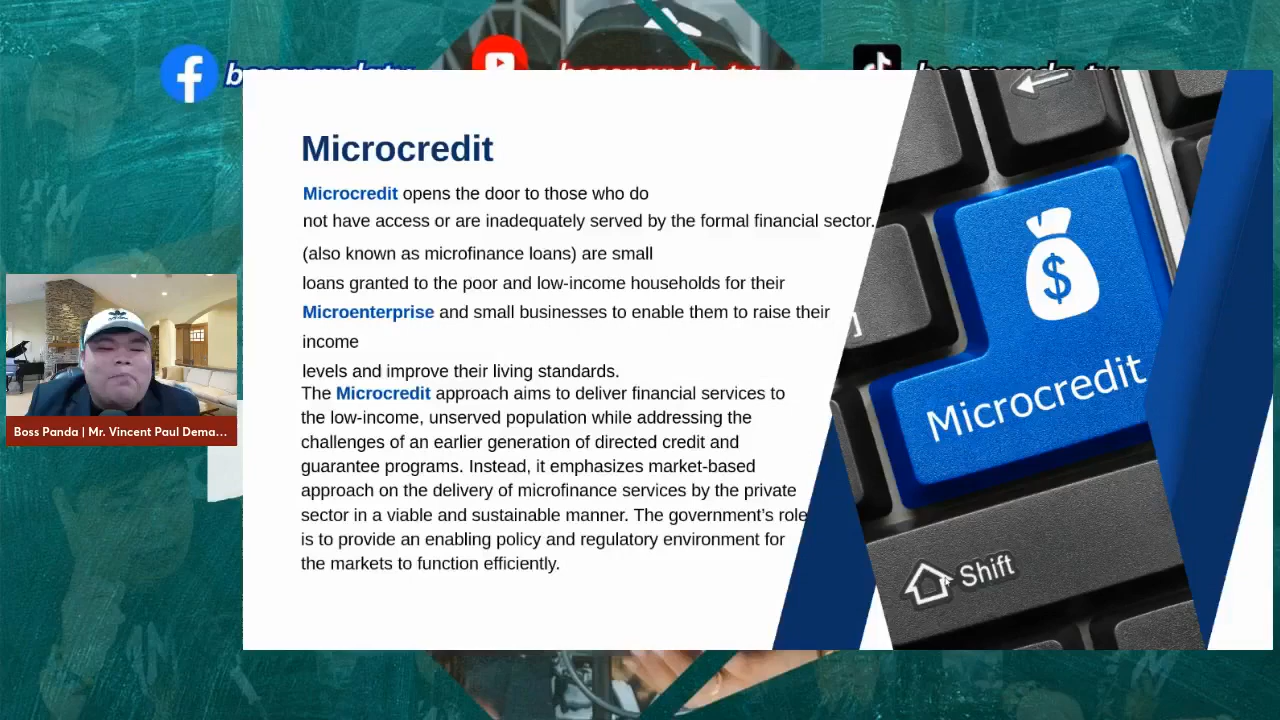 Microcredit
Microcredit opens the door to those who do
not have access or are inadequately served by the formal financial sector.
(also known as microfinance loans) are small
loans granted to the poor and low-income households for their
Microenterprise and small businesses to enable them to raise their
income
levels and improve their living standards.
The Microcredit approach aims to deliver financial services to
the low-income, unserved population while addressing the
challenges of an earlier generation of directed credit and
guarantee programs. Instead, it emphasizes market-based
approach on the delivery of microfinance services by the private
sector in a viable and sustainable manner. The government’s role
is to provide an enabling policy and regulatory environment for
the markets to function efficiently.
$
Microcredit
Shift
Boss Panda | Mr. Vincent Paul Dema...